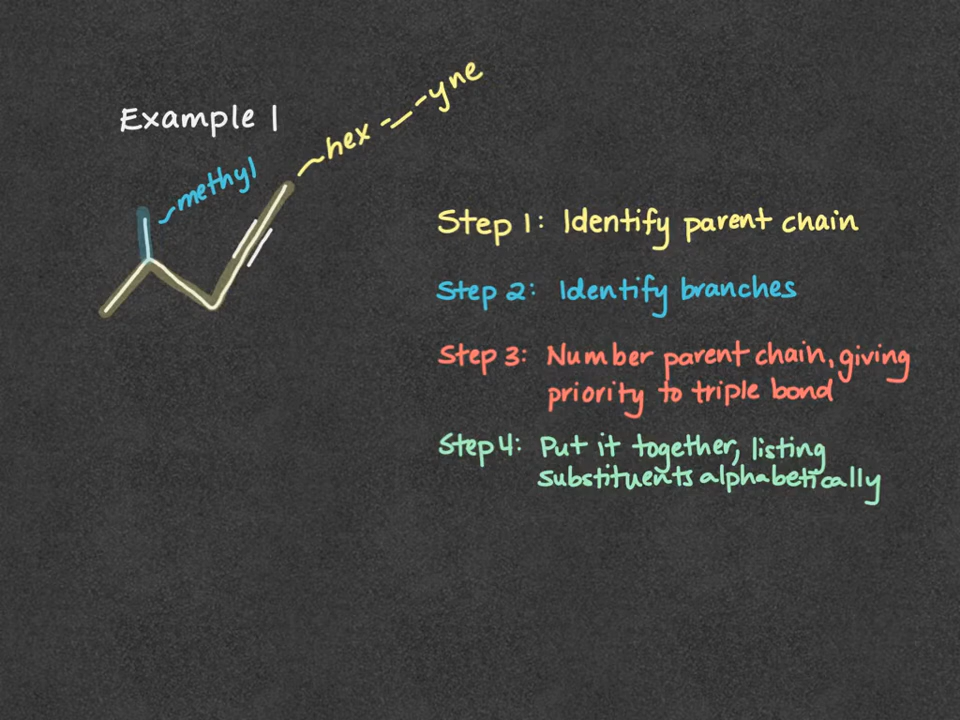 Example 1
methyl
hex-_-yne
Step 1: Identify parent chain
Step 2: Identify branches
Step 3: Number parent chain, giving
priority to triple bond
Step 4: Put it together, listing
substituents alphabetically